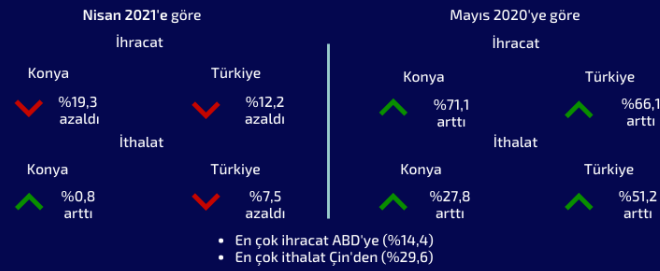 Nisan 2021'e göre
İhracat
Konya
Türkiye
%19,3
azaldı
%12,2
azaldı
İthalat
Konya
Türkiye
%0,8
arttı
%7,5
azaldı
Mayıs 2020'ye göre
İhracat
Konya
Türkiye
%71,1
arttı
%66,1
arttı
İthalat
Konya
Türkiye
%27,8
arttı
%51,2
arttı
• En çok ihracat ABD'ye (%14,4)
• En çok ithalat Çin'den (%29,6)